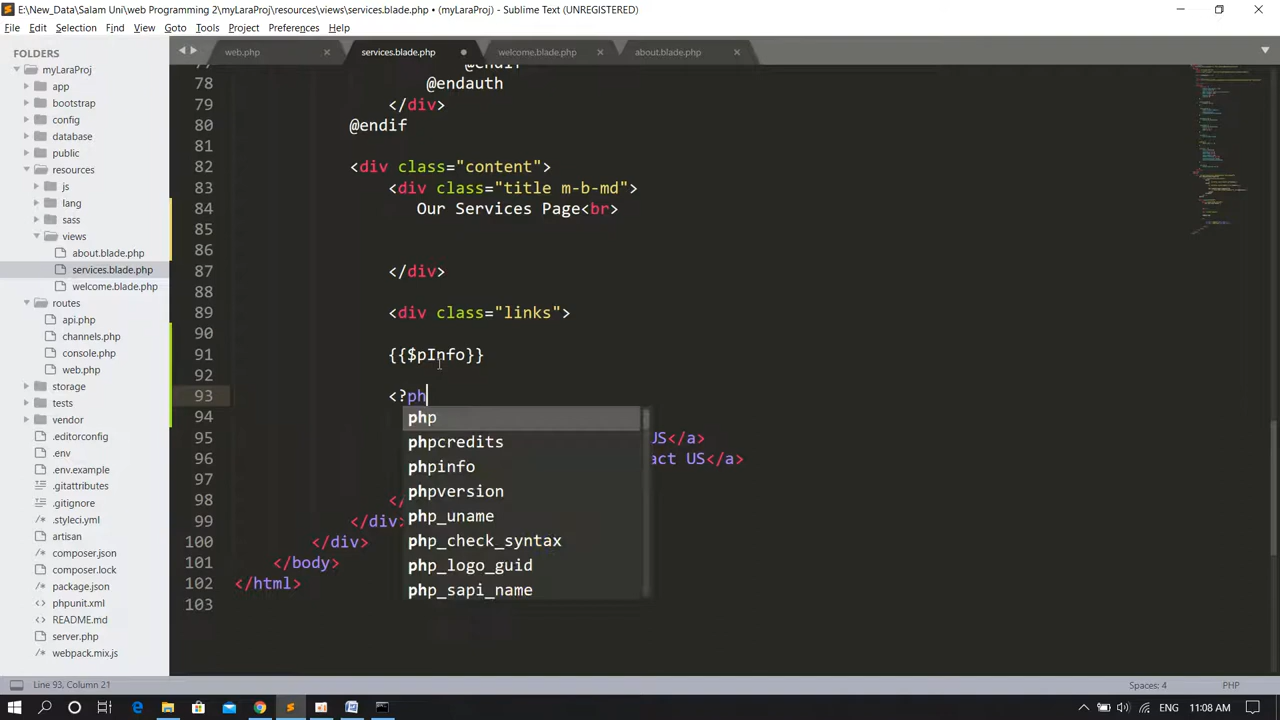 E:\New_Data\Salam Uni\web Programming 2\myLaraProj\resources\views\services.blade.php • (myLaraProj) - Sublime Text (UNREGISTERED)
File Edit Selection Find View Goto Tools Project Preferences Help
FOLDERS
myLaraProj
app
bootstrap
config
database
public
resources
js
lang
sass
views
about.blade.php
services.blade.php
welcome.blade.php
routes
api.php
channels.php
console.php
web.php
storage
tests
vendor
.editorconfig
.env
.env.example
.gitattributes
.gitignore
.styleci.yml
artisan
composer.json
composer.lock
package.json
phpunit.xml
README.md
server.php
webpack.mix.js
web.php services.blade.php welcome.blade.php about.blade.php
77 @endif
78 @endauth
79 </div>
80 @endif
81
82 <div class="content">
83 <div class="title m-b-md">
84 Our Services Page<br>
85
86
87 </div>
88
89 <div class="links">
90
91 {{$pInfo}}
92
93 <?ph
94
95 US</a>
96 act US</a>
97
98 </
99 </div>
100 </div>
101 </body>
102 </html>
103
php
phpcredits
phpinfo
phpversion
php_uname
php_check_syntax
php_logo_guid
php_sapi_name
Line 93, Column 21 Spaces: 4 PHP
ENG 11:08 AM